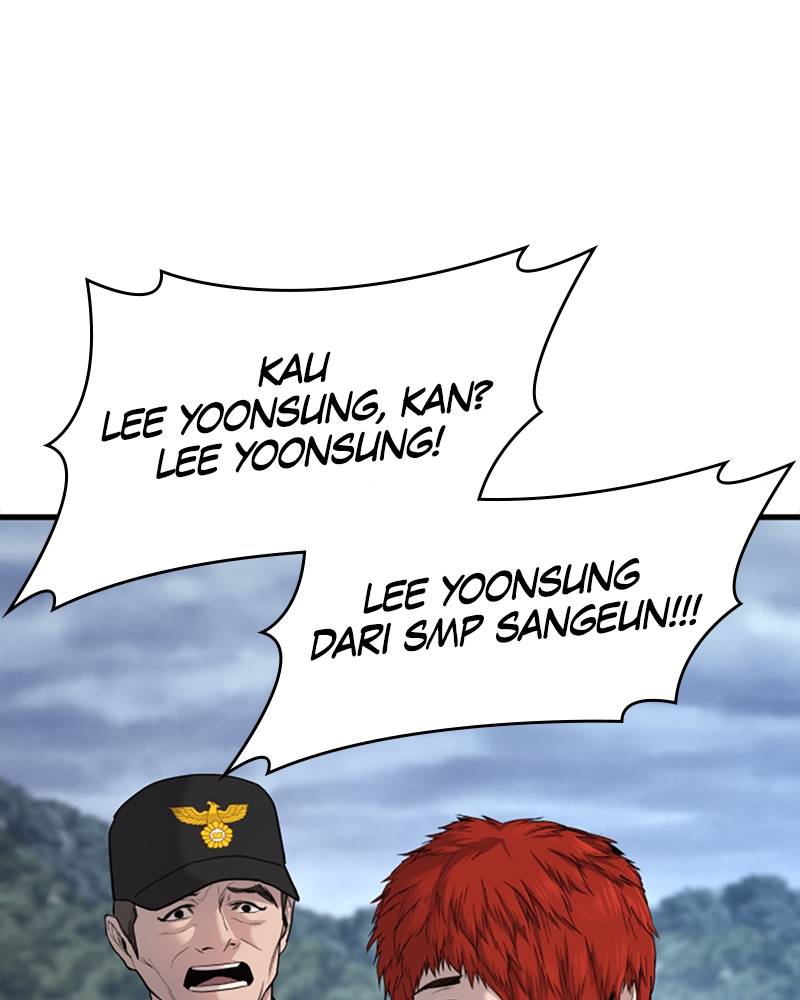 KAU
LEE YOONSUNG, KAN?
LEE YOONSUNG!
LEE YOONSUNG
DARI SMP SANGEUN!!!